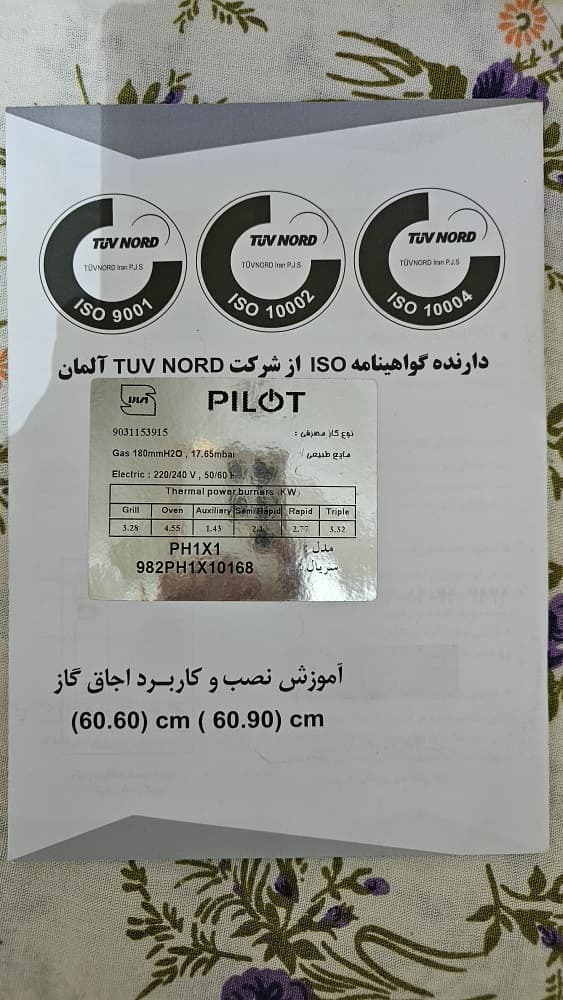 TÜV NORD
TÜVNORD Iran P.J.S
ISO 9001
TÜV NORD
TÜVNORD Iran P.J.S
ISO 10002
TÜV NORD
TÜVNORD Iran P.J.S
ISO 10004
دارنده گواهینامه ISO از شرکت TUV NORD آلمان
PILOT
9031153915
نوع گاز مصرفی :
Gas 180mmH2O , 17.65mbar
مایع طبیعی :
Electric : 220/240 V , 50/60
Thermal power burners (KW)
Grill Oven Auxiliary Semi Rapid Rapid Triple
3.28 4.55 1.43 2.77 3.32
PH1X1 مدل :
982PH1X10168 سریال :
آموزش نصب و کاربرد اجاق گاز
(60.60) cm ( 60.90) cm